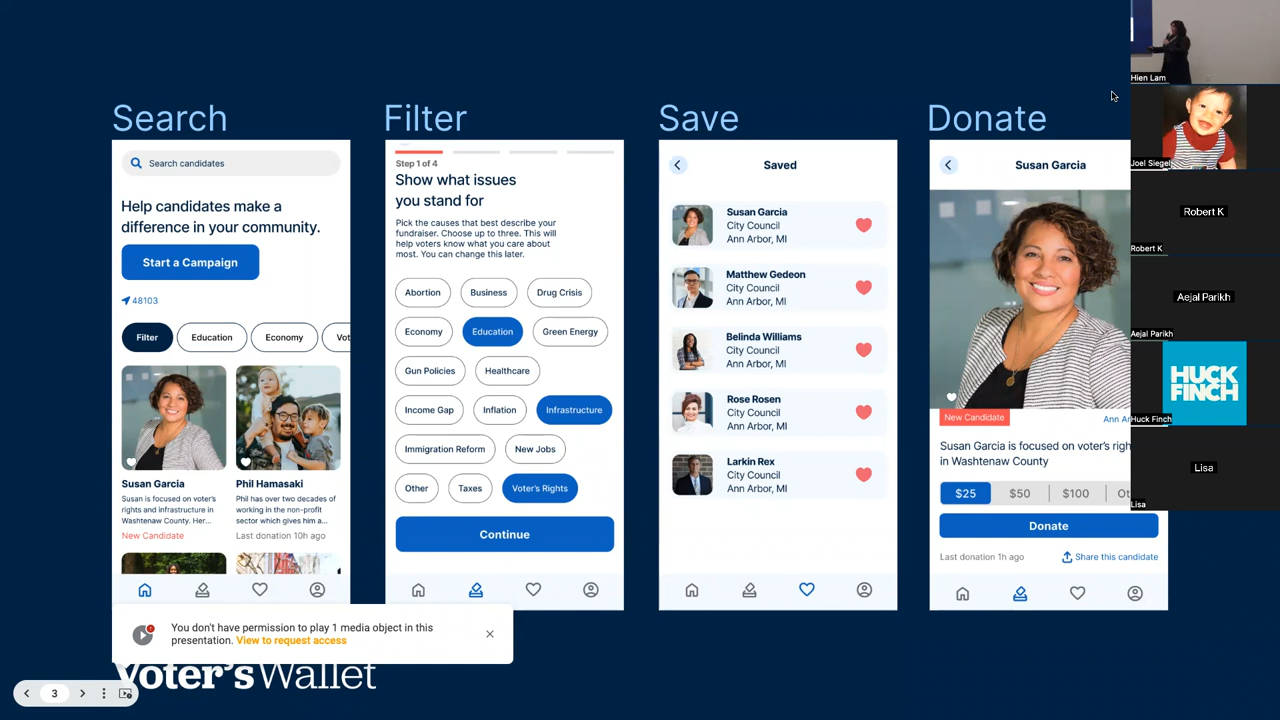 Search
Search candidates
Help candidates make a
difference in your community.
Start a Campaign
48103
Filter
Education
Economy
Vot
Susan Garcia
Susan is focused on voter's
rights and infrastructure in
Washtenaw County. Her...
New Candidate
Phil Hamasaki
Phil has over two decades of
working in the non-profit
sector which gives him a...
Last donation 10h ago
Filter
Step 1 of 4
Show what issues
you stand for
Pick the causes that best describe your
fundraiser. Choose up to three. This will
help voters know what you care about
most. You can change this later.
Abortion
Business
Drug Crisis
Economy
Education
Green Energy
Gun Policies
Healthcare
Income Gap
Inflation
Infrastructure
Immigration Reform
New Jobs
Other
Taxes
Voter's Rights
Continue
Save
Saved
Susan Garcia
City Council
Ann Arbor, MI
Matthew Gedeon
City Council
Ann Arbor, MI
Belinda Williams
City Council
Ann Arbor, MI
Rose Rosen
City Council
Ann Arbor, MI
Larkin Rex
City Council
Ann Arbor, MI
Donate
Susan Garcia
New Candidate
Ann Ar
Susan Garcia is focused on voter's righ
in Washtenaw County
$25
$50
$100
Ot
Donate
Last donation 1h ago
Share this candidate
You don't have permission to play 1 media object in this
presentation. View to request access
Voter's Wallet
3
Hien Lam
Joel Siegel
Robert K
Robert K
Aejal Parikh
Aejal Parikh
HUCK
FINCH
Huck Finch
Lisa
Lisa